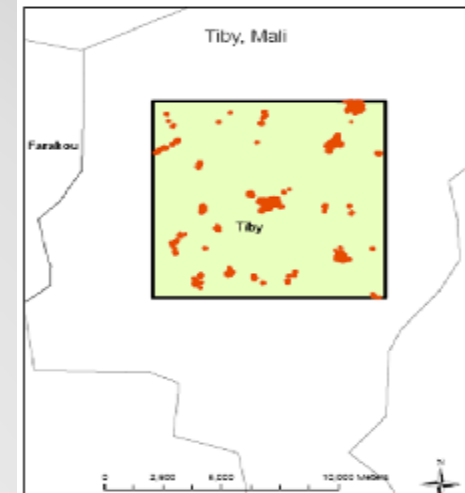 Tiby, Mali
Farakou
Tiby
0 2,500 5,000 10,000 Meters
N